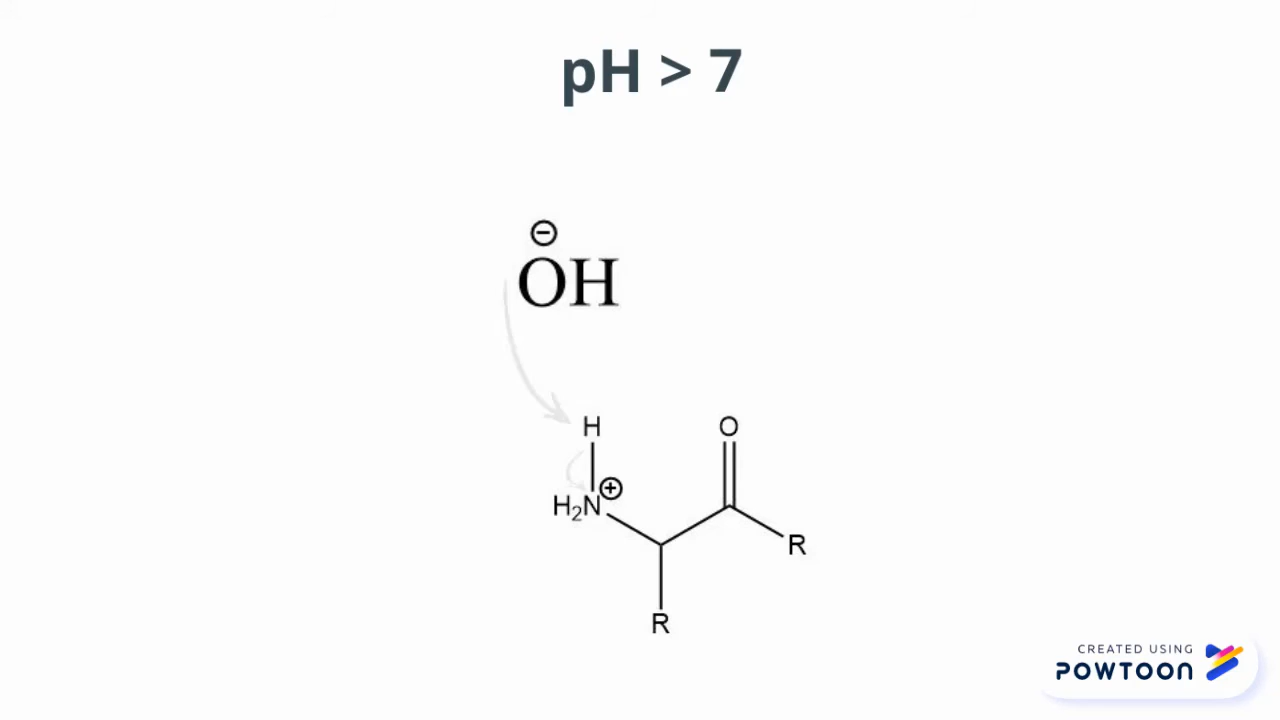 pH > 7
⊖
OH
H
O
H₂N⊕
R
R
CREATED USING
POWTOON